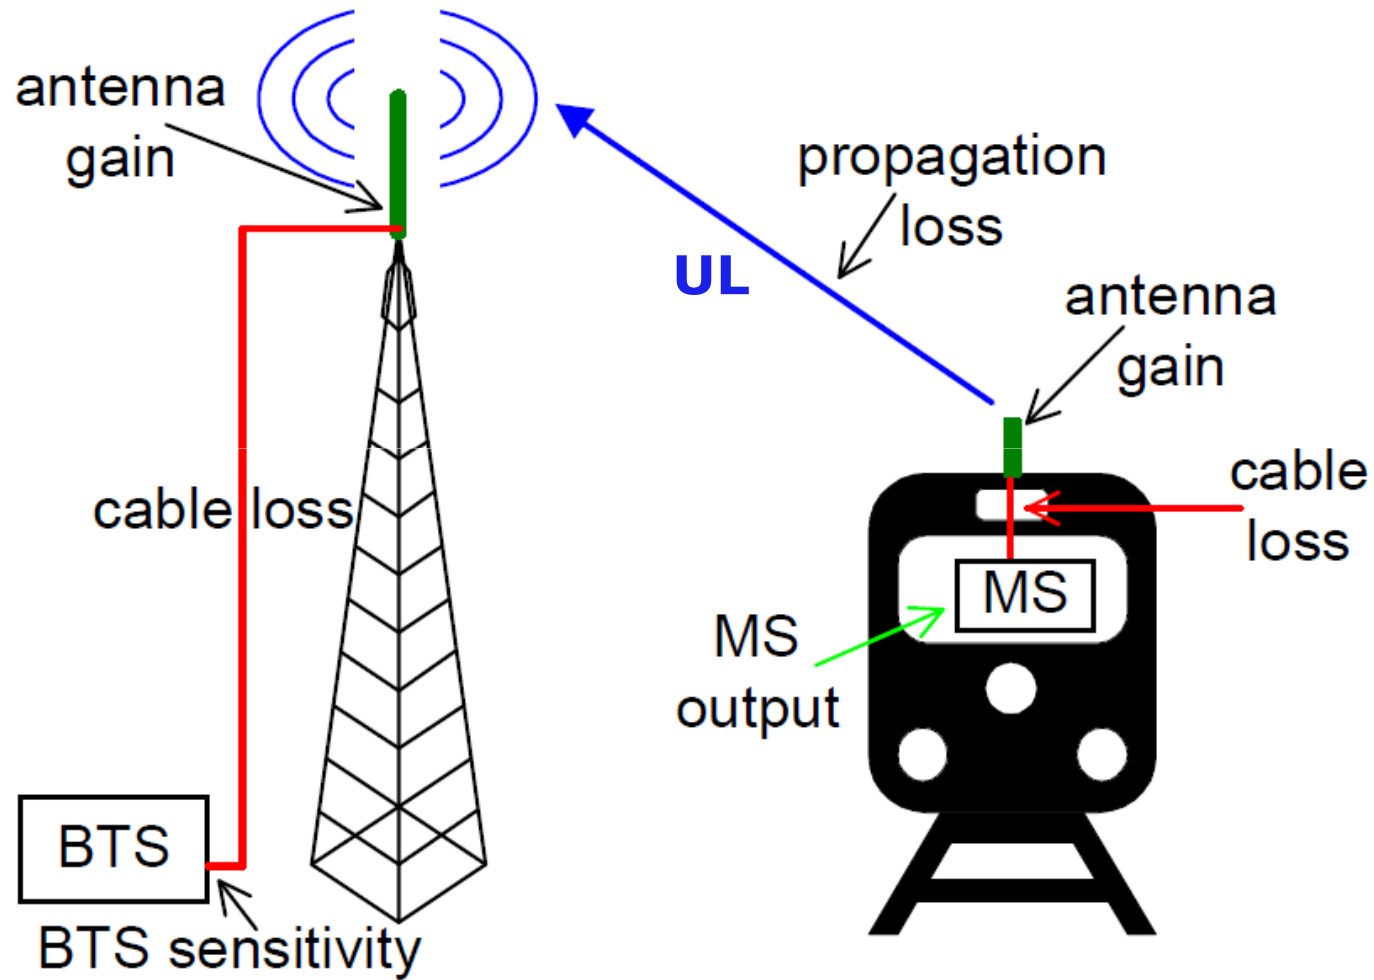 antenna
gain
propagation
loss
UL
antenna
gain
cable
loss
cable loss
MS
MS
output
BTS
BTS sensitivity